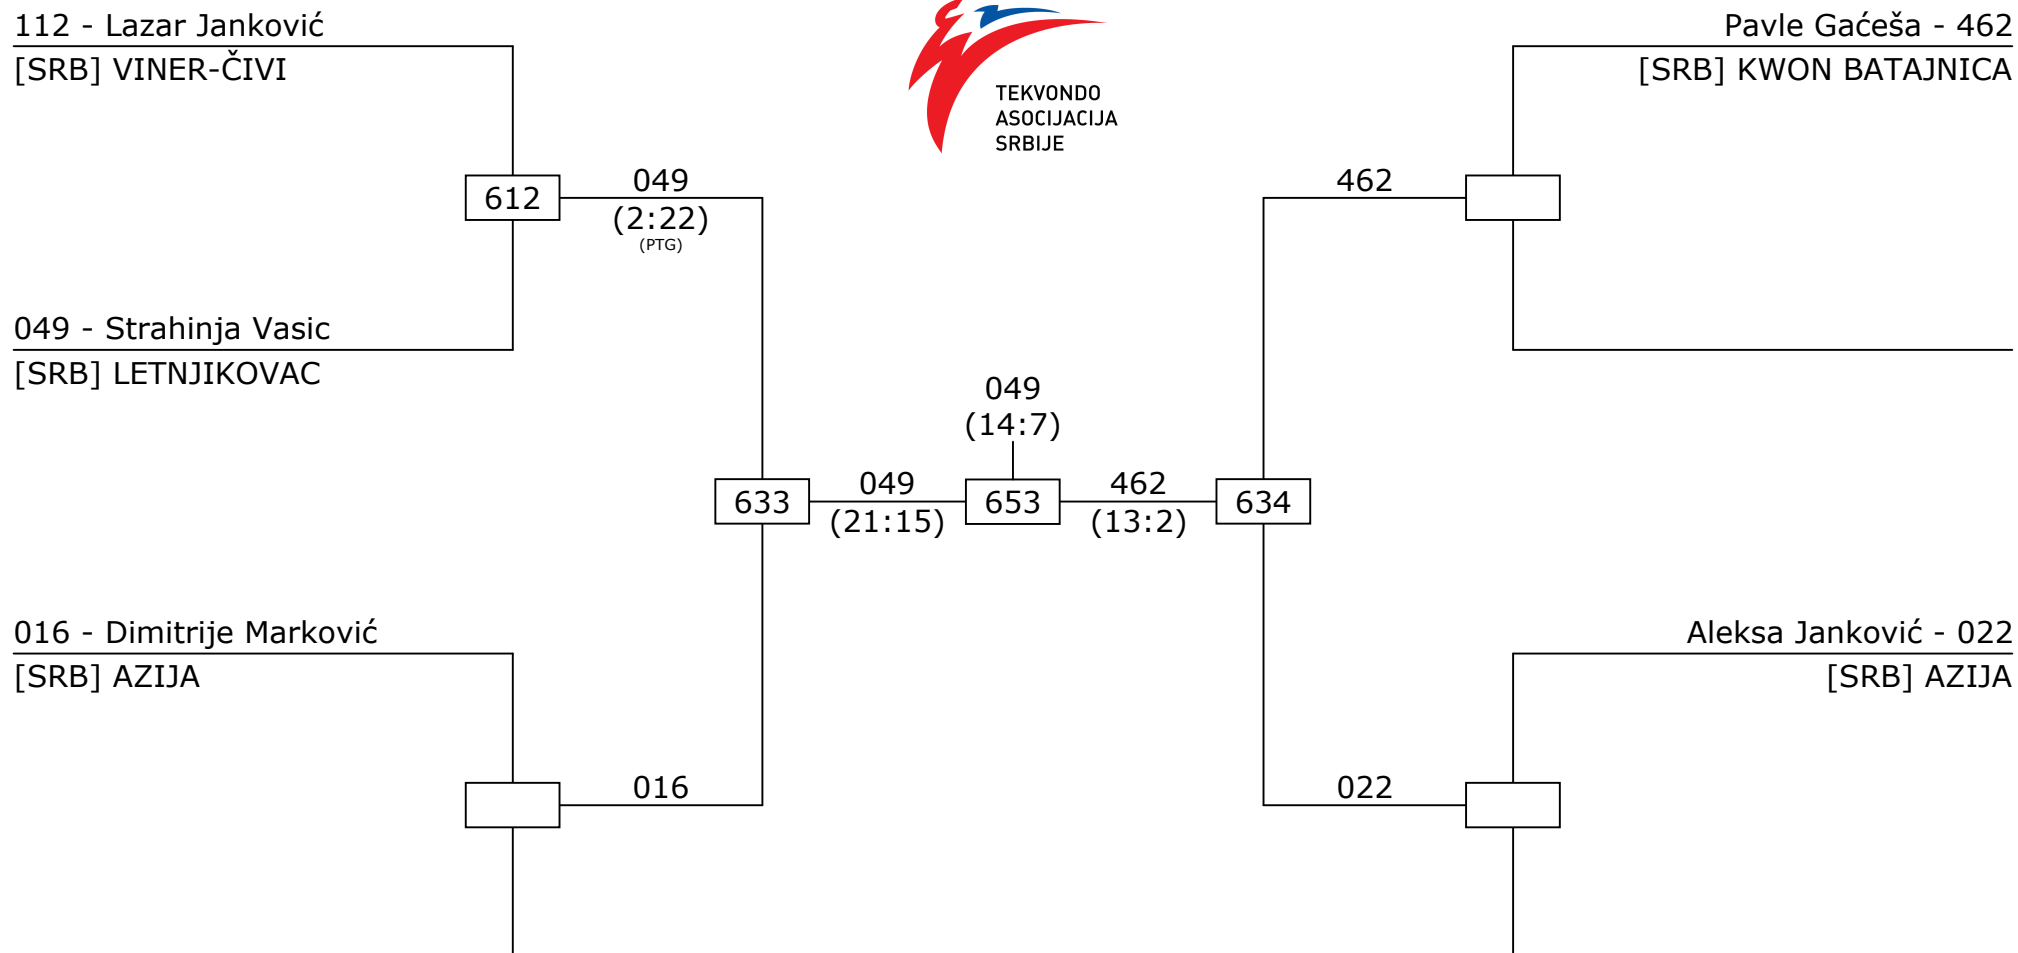 112 - Lazar Janković
[SRB] VINER-ČIVI
Pavle Gaćeša - 462
[SRB] KWON BATAJNICA
TEKVONDO
ASOCIJACIJA
SRBIJE
612
049
(2:22)
(PTG)
462
049 - Strahinja Vasic
[SRB] LETNJIKOVAC
049
(14:7)
633
049
(21:15)
653
462
(13:2)
634
016 - Dimitrije Marković
[SRB] AZIJA
Aleksa Janković - 022
[SRB] AZIJA
016
022